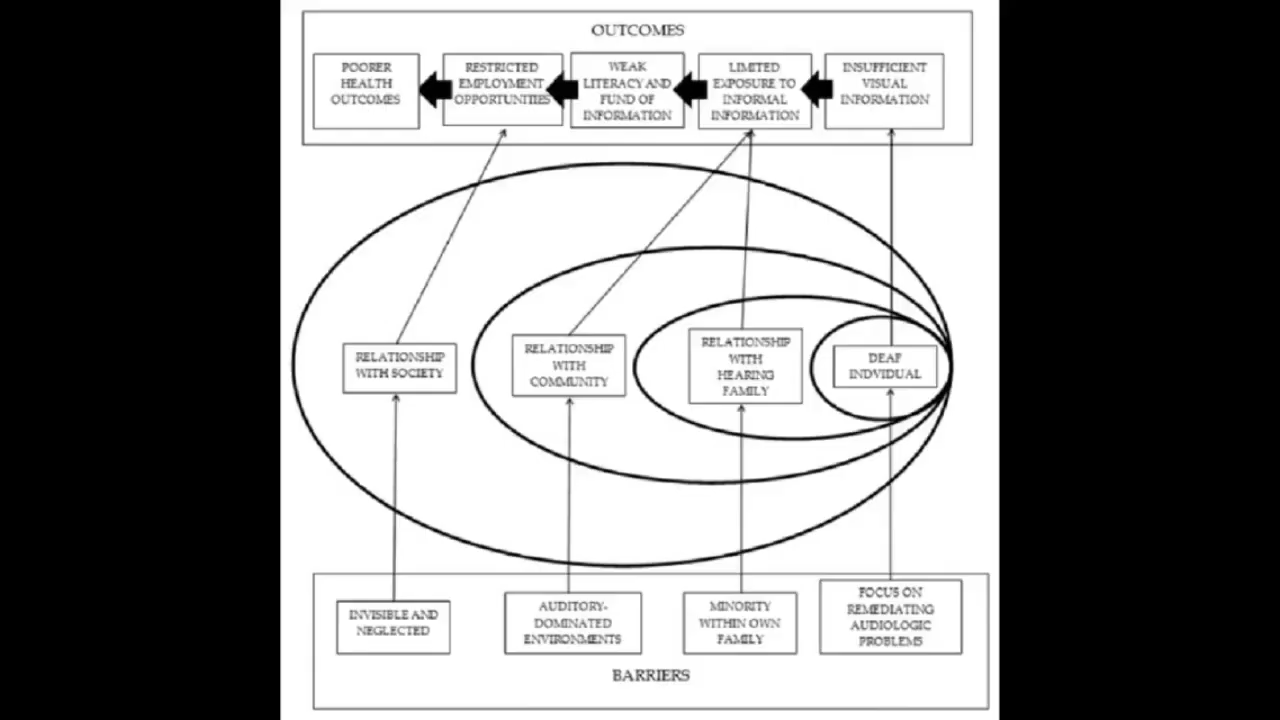 OUTCOMES
POORER
HEALTH
OUTCOMES
RESTRICTED
EMPLOYMENT
OPPORTUNITIES
WEAK
LITERACY AND
FUND OF
INFORMATION
LIMITED
EXPOSURE TO
INFORMAL
INFORMATION
INSUFFICIENT
VISUAL
INFORMATION
RELATIONSHIP
WITH SOCIETY
RELATIONSHIP
WITH
COMMUNITY
RELATIONSHIP
WITH
HEARING
FAMILY
DEAF
INDVIDUAL
INVISIBLE AND
NEGLECTED
AUDITORY-
DOMINATED
ENVIRONMENTS
MINORITY
WITHIN OWN
FAMILY
FOCUS ON
REMEDIATING
AUDIOLOGIC
PROBLEMS
BARRIERS